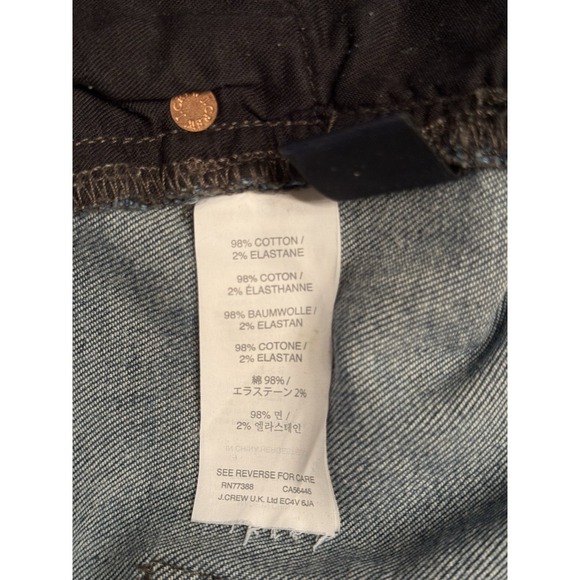 98% COTTON /
2% ELASTANE
98% COTON /
2% ÉLASTHANNE
98% BAUMWOLLE /
2% ELASTAN
98% COTONE /
2% ELASTAN
綿 98% /
エラステーン 2%
98% 면 /
2% 엘라스테인
SEE REVERSE FOR CARE
RN77388 CA56445
J.CREW U.K. Ltd EC4V 6JA